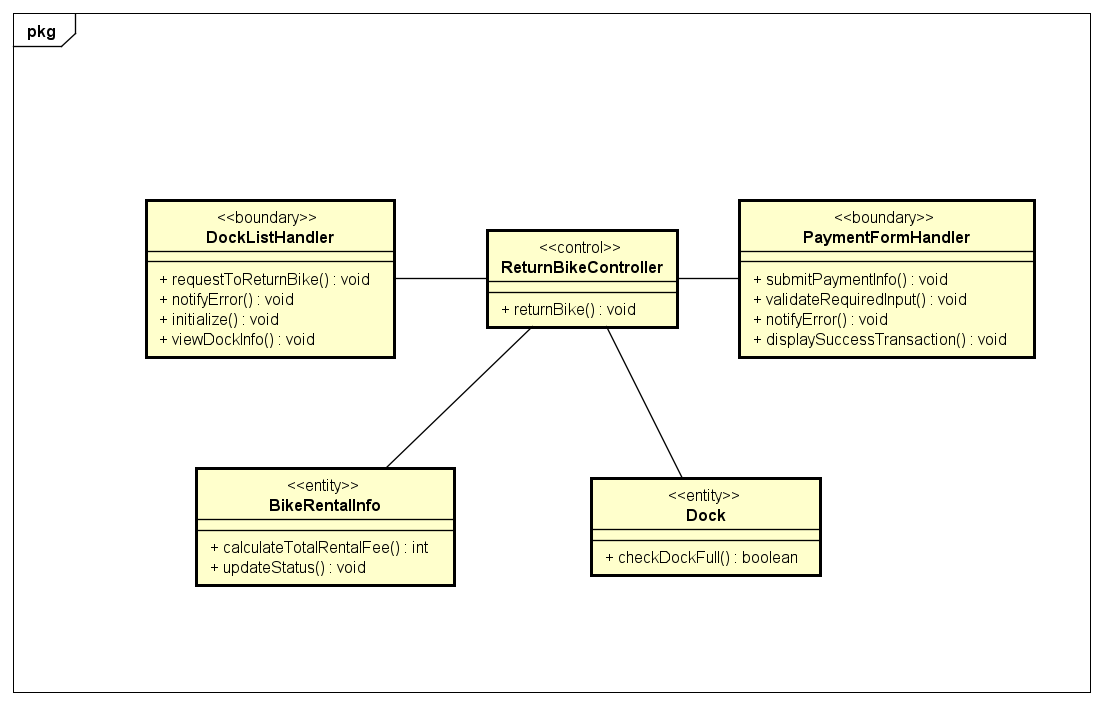 pkg
<<boundary>>
DockListHandler
+ requestToReturnBike() : void
+ notifyError() : void
+ initialize() : void
+ viewDockInfo() : void
<<control>>
ReturnBikeController
+ returnBike() : void
<<boundary>>
PaymentFormHandler
+ submitPaymentInfo() : void
+ validateRequiredInput() : void
+ notifyError() : void
+ displaySuccessTransaction() : void
<<entity>>
BikeRentalInfo
+ calculateTotalRentalFee() : int
+ updateStatus() : void
<<entity>>
Dock
+ checkDockFull() : boolean